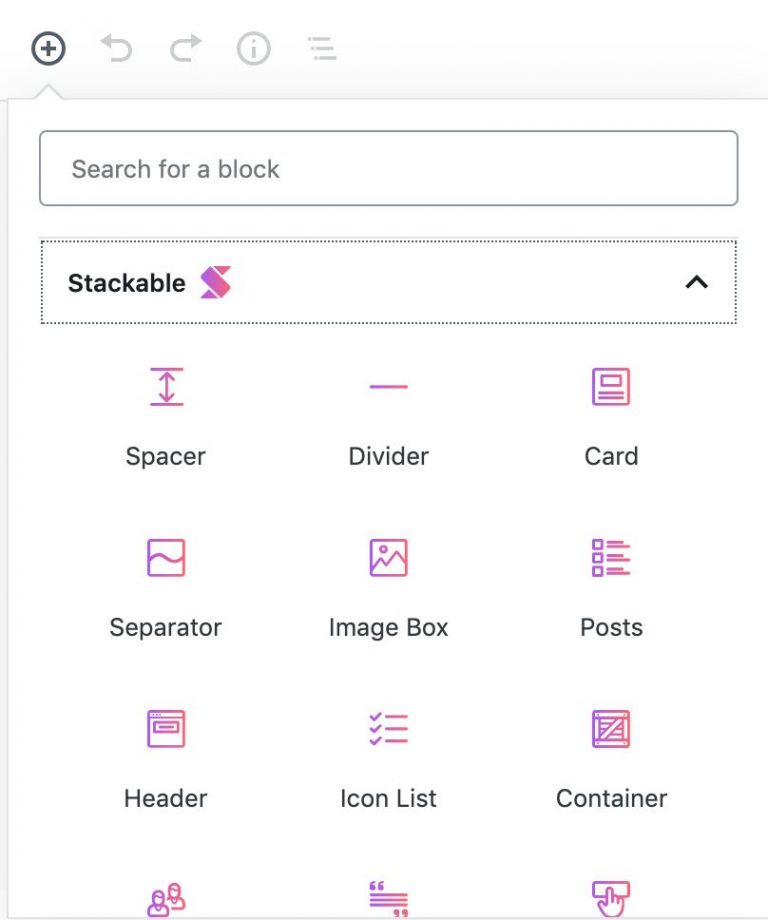 Search for a block
Stackable
Spacer
Divider
Card
Separator
Image Box
Posts
Header
Icon List
Container